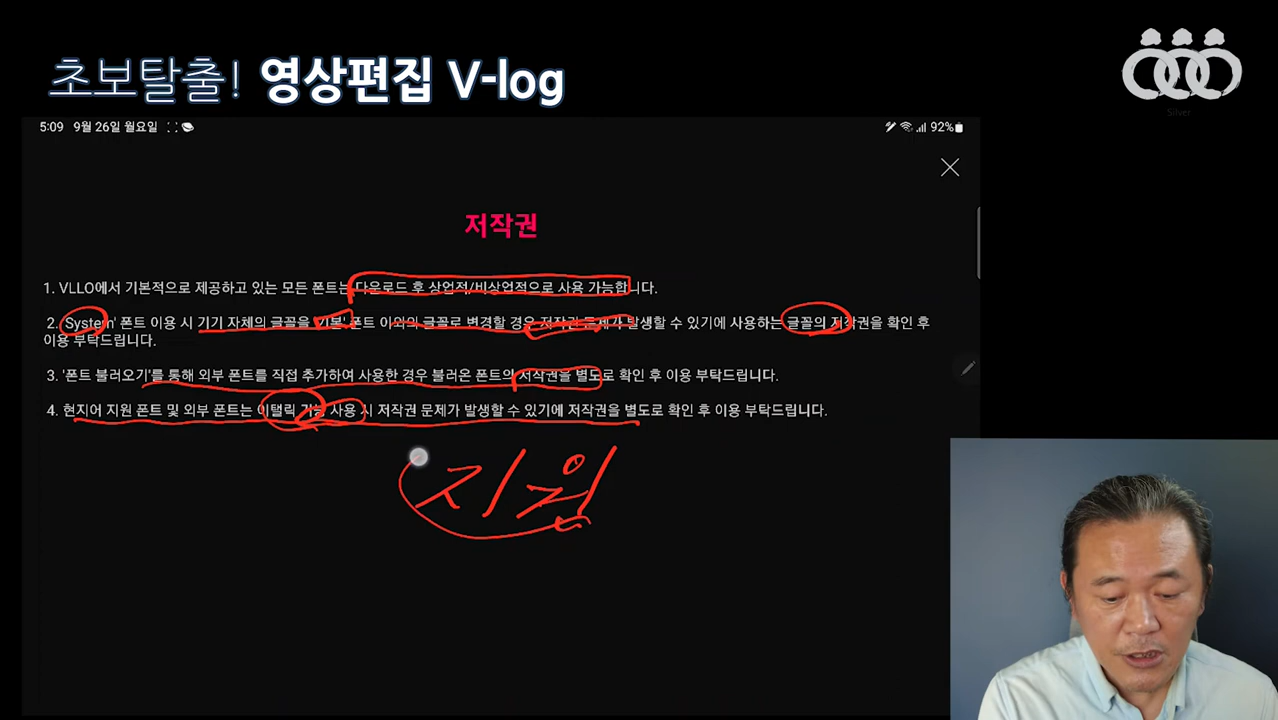 초보탈출! 영상편집 V-log
Silver
5:09 9월 26일 월요일
92%
저작권
1. VLLO에서 기본적으로 제공하고 있는 모든 폰트는 다운로드 후 상업적/비상업적으로 사용 가능합니다.
2. 'System' 폰트 이용 시 기기 자체의 글꼴을 '기본' 폰트 이외의 글꼴로 변경할 경우 저작권 문제가 발생할 수 있기에 사용하는 글꼴의 저작권을 확인 후
이용 부탁드립니다.
3. '폰트 불러오기'를 통해 외부 폰트를 직접 추가하여 사용한 경우 불러온 폰트의 저작권을 별도로 확인 후 이용 부탁드립니다.
4. 현지어 지원 폰트 및 외부 폰트는 이탤릭 기능 사용 시 저작권 문제가 발생할 수 있기에 저작권을 별도로 확인 후 이용 부탁드립니다.
지원